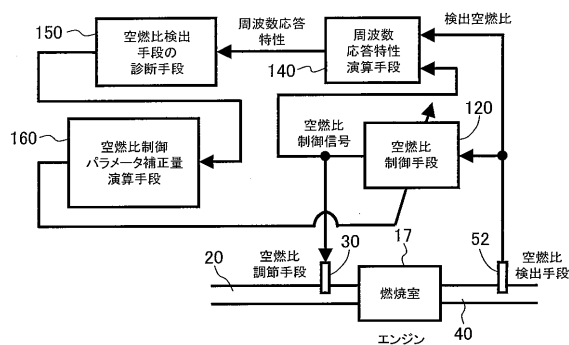 150
空燃比検出
手段の
診断手段
周波数応答
特性
140
周波数
応答特性
演算手段
検出空燃比
160
空燃比制御
パラメータ補正量
演算手段
空燃比
制御信号
120
空燃比
制御手段
20
空燃比
調節手段
30
17
燃焼室
エンジン
52
空燃比
検出手段
40